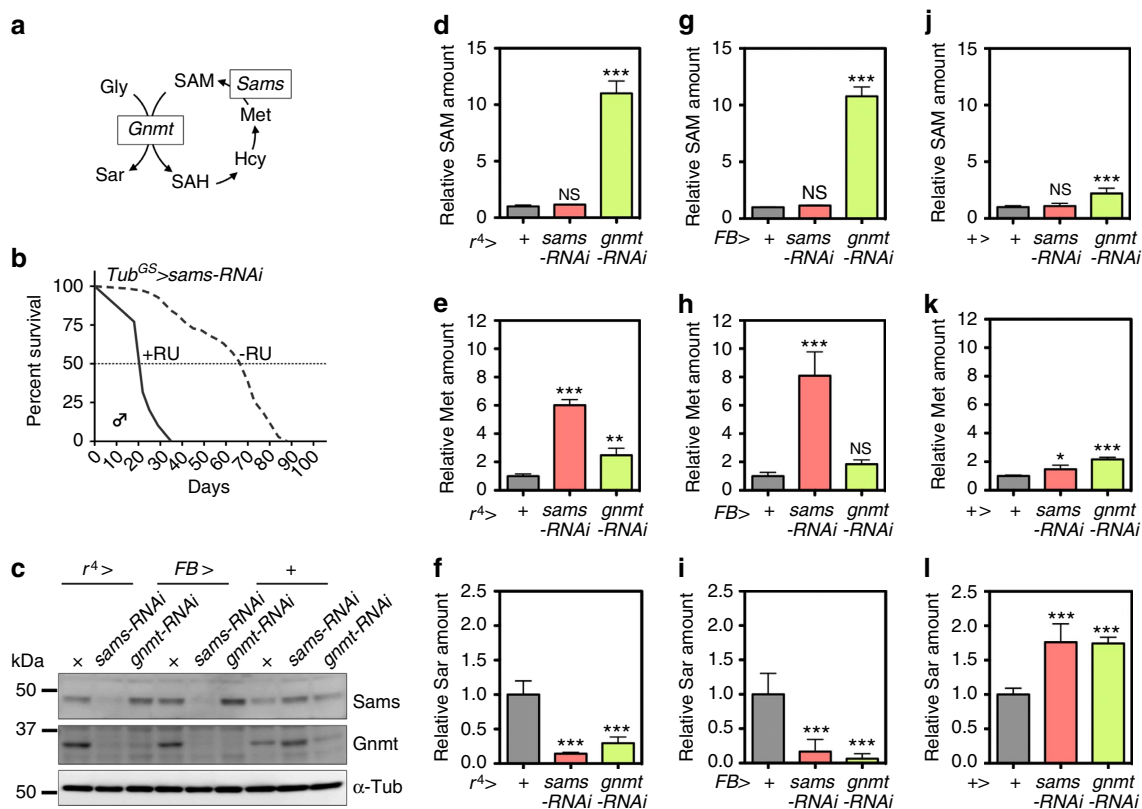 a
Gly
SAM
Sams
Gnmt
Met
Hcy
Sar
SAH
b
Tub^GS>sams-RNAi
100
75
50
25
0
Percent survival
+RU
-RU
♂
0 10 20 30 40 50 60 70 80 90 100
Days
c
r⁴> FB> +
+ sams-RNAi gnmt-RNAi + sams-RNAi gnmt-RNAi + sams-RNAi gnmt-RNAi
kDa
50 Sams
37 Gnmt
50 α-Tub
d
Relative SAM amount
15
10
5
0
NS
***
r⁴> + sams gnmt
-RNAi -RNAi
g
Relative SAM amount
15
10
5
0
NS
***
FB> + sams gnmt
-RNAi -RNAi
j
Relative SAM amount
15
10
5
0
NS
***
+> + sams gnmt
-RNAi -RNAi
e
Relative Met amount
12
10
8
6
4
2
0
***
**
r⁴> + sams gnmt
-RNAi -RNAi
h
Relative Met amount
12
10
8
6
4
2
0
***
NS
FB> + sams gnmt
-RNAi -RNAi
k
Relative Met amount
12
10
8
6
4
2
0
*
***
+> + sams gnmt
-RNAi -RNAi
f
Relative Sar amount
2.5
2.0
1.5
1.0
0.5
0.0
***
***
r⁴> + sams gnmt
-RNAi -RNAi
i
Relative Sar amount
2.5
2.0
1.5
1.0
0.5
0.0
***
***
FB> + sams gnmt
-RNAi -RNAi
l
Relative Sar amount
2.5
2.0
1.5
1.0
0.5
0.0
***
***
+> + sams gnmt
-RNAi -RNAi